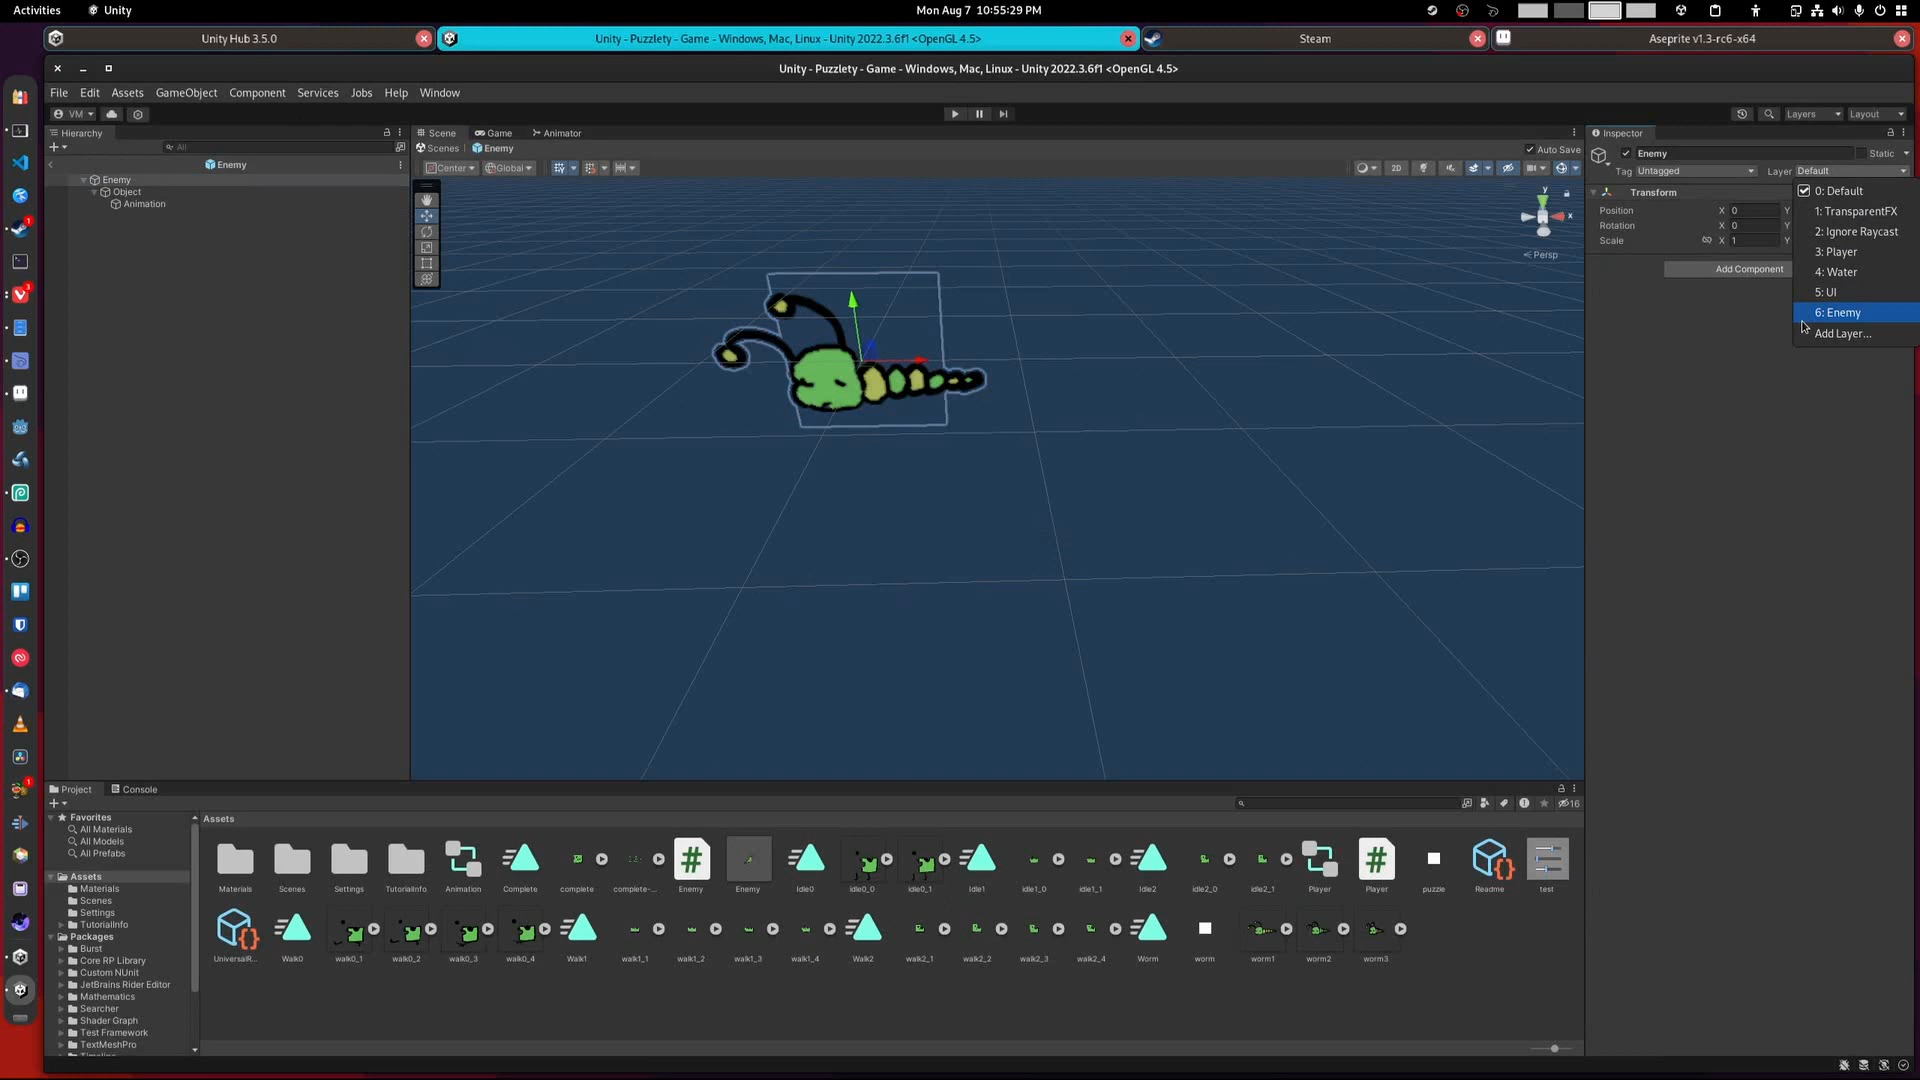 Activities
Unity
Mon Aug 7 10:55:29 PM
Unity Hub 3.5.0
Unity - Puzzlety - Game - Windows, Mac, Linux - Unity 2022.3.6f1 <OpenGL 4.5>
Steam
Aseprite v1.3-rc6-x64
Unity - Puzzlety - Game - Windows, Mac, Linux - Unity 2022.3.6f1 <OpenGL 4.5>
File Edit Assets GameObject Component Services Jobs Help Window
VM
Layers
Layout
Hierarchy
All
Enemy
Enemy
Object
Animation
Scene
Game
Animator
Scenes
Enemy
Auto Save
Center
Global
2D
y
x
Persp
Inspector
Enemy
Static
Tag Untagged
Layer Default
Transform
Position X 0 Y
Rotation X 0 Y
Scale X 1 Y
Add Component
0: Default
1: TransparentFX
2: Ignore Raycast
3: Player
4: Water
5: UI
6: Enemy
Add Layer...
Project
Console
16
Favorites
All Materials
All Models
All Prefabs
Assets
Materials
Scenes
Settings
TutorialInfo
Packages
Burst
Core RP Library
Custom NUnit
JetBrains Rider Editor
Mathematics
Searcher
Shader Graph
Test Framework
TextMeshPro
Timeline
Assets
Materials Scenes Settings TutorialInfo Animation Complete complete complete-... Enemy Enemy Idle0 idle0_0 idle0_1 Idle1 idle1_0 idle1_1 Idle2 idle2_0 idle2_1 Player Player puzzle Readme test
UniversalR... Walk0 walk0_1 walk0_2 walk0_3 walk0_4 Walk1 walk1_1 walk1_2 walk1_3 walk1_4 Walk2 walk2_1 walk2_2 walk2_3 walk2_4 Worm worm worm1 worm2 worm3